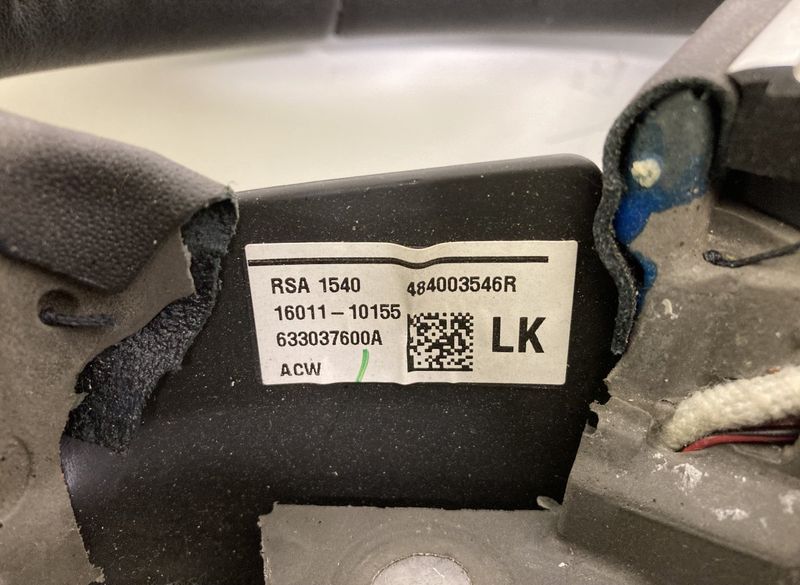 RSA 1540 484003546R
16011-10155
633037600A
LK
ACW